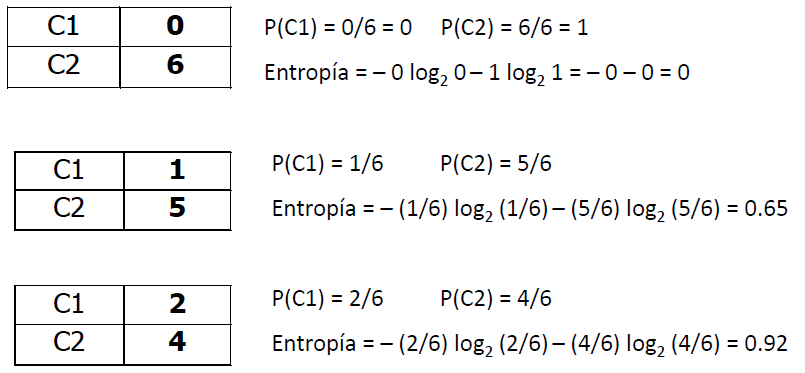 C1 0 P(C1) = 0/6 = 0 P(C2) = 6/6 = 1
C2 6 Entropía = – 0 log₂ 0 – 1 log₂ 1 = – 0 – 0 = 0
C1 1 P(C1) = 1/6 P(C2) = 5/6
C2 5 Entropía = – (1/6) log₂ (1/6) – (5/6) log₂ (5/6) = 0.65
C1 2 P(C1) = 2/6 P(C2) = 4/6
C2 4 Entropía = – (2/6) log₂ (2/6) – (4/6) log₂ (4/6) = 0.92